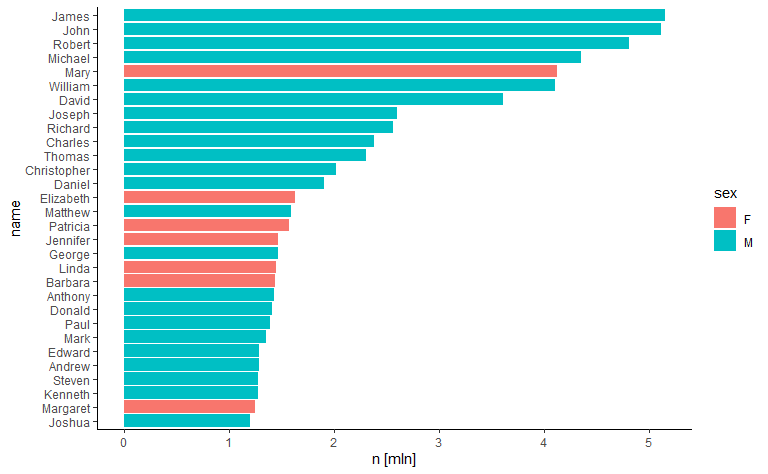 James
John
Robert
Michael
Mary
William
David
Joseph
Richard
Charles
Thomas
Christopher
Daniel
Elizabeth
Matthew
Patricia
Jennifer
George
Linda
Barbara
Anthony
Donald
Paul
Mark
Edward
Andrew
Steven
Kenneth
Margaret
Joshua
name
0 1 2 3 4 5
n [mln]
sex
F
M